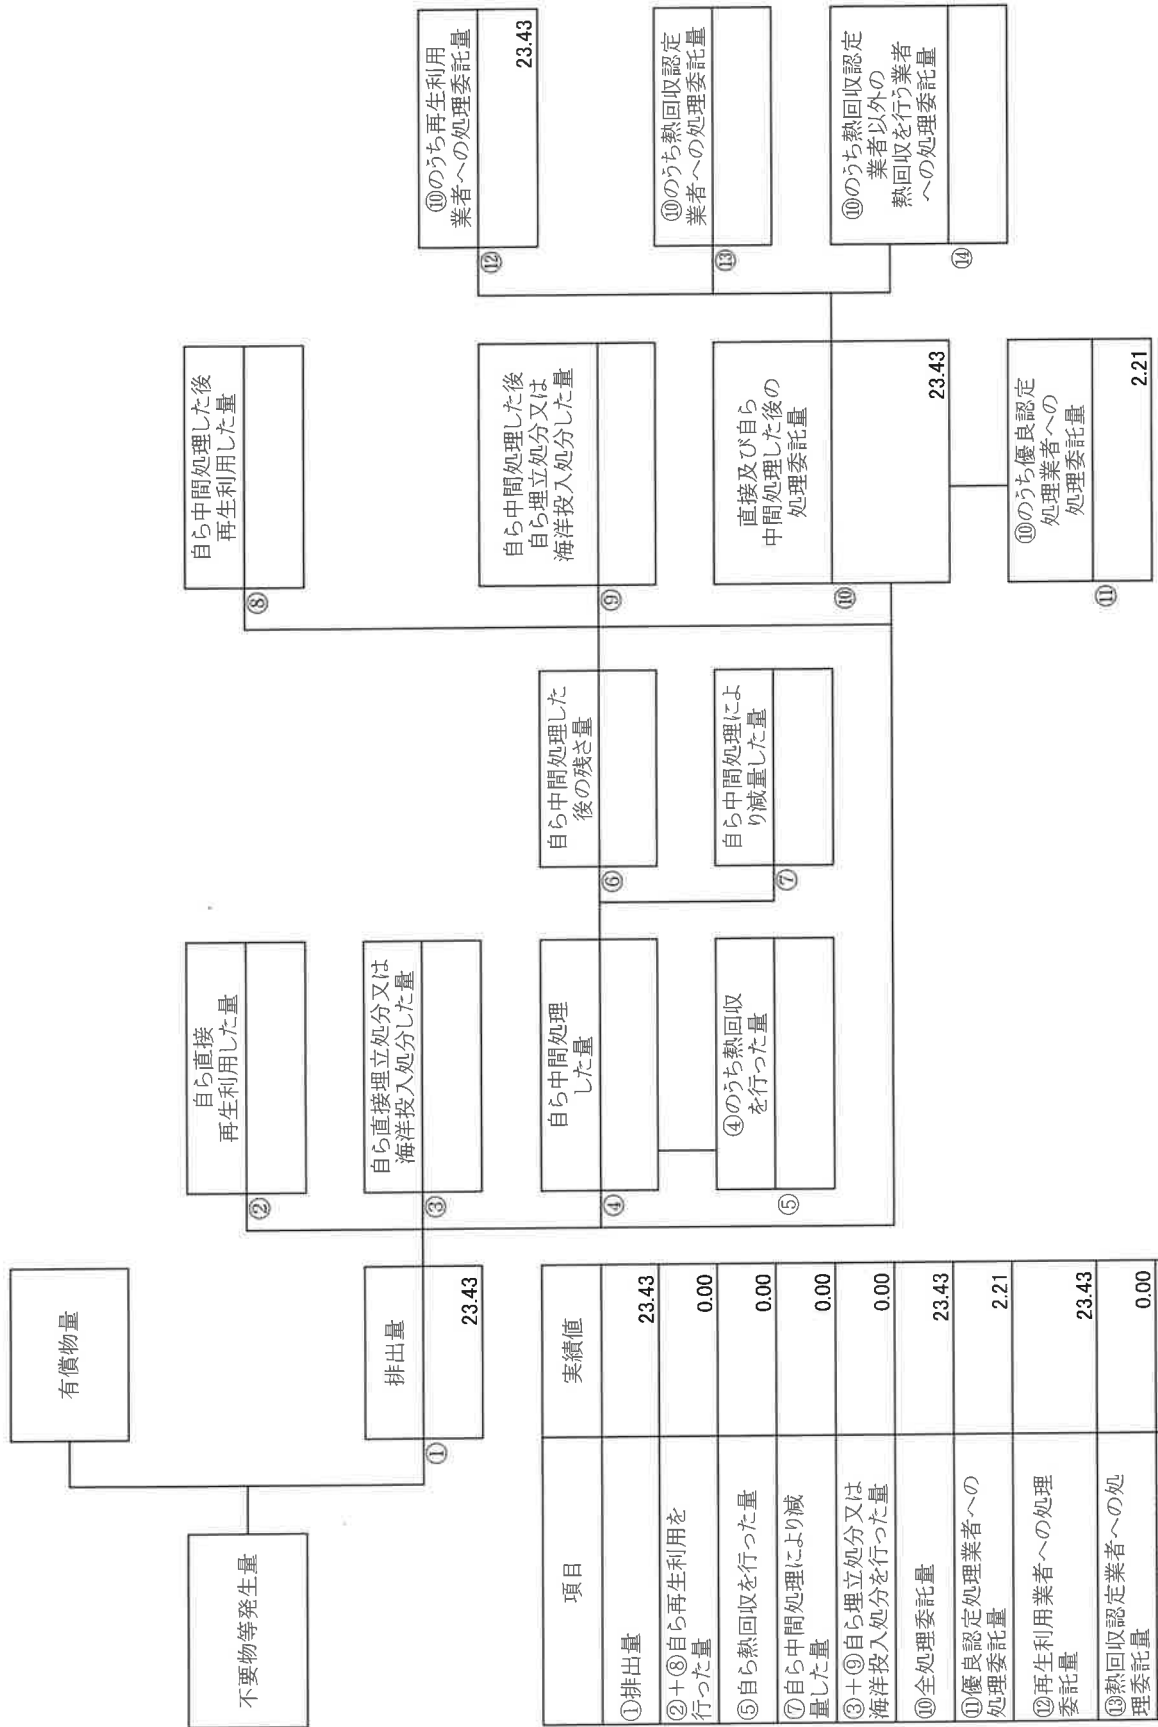 不要物等発生量
有償物量
排出量
①
23.43
自ら直接
再生利用した量
②
自ら直接埋立処分又は
海洋投入処分した量
③
自ら中間処理
した量
④
④のうち熱回収
を行った量
⑤
自ら中間処理した
後の残さ量
⑥
自ら中間処理によ
り減量した量
⑦
自ら中間処理した後
再生利用した量
⑧
自ら中間処理した後
自ら埋立処分又は
海洋投入処分した量
⑨
直接及び自ら
中間処理した後の
処理委託量
⑩
23.43
⑩のうち優良認定
処理業者への
処理委託量
⑪
2.21
⑩のうち再生利用
業者への処理委託量
⑫
23.43
⑩のうち熱回収認定
業者への処理委託量
⑬
⑩のうち熱回収認定
業者以外の
熱回収を行う業者
への処理委託量
⑭
項目 実績値
①排出量 23.43
②+⑧自ら再生利用を
行った量 0.00
⑤自ら熱回収を行った量 0.00
⑦自ら中間処理により減
量した量 0.00
③+⑨自ら埋立処分又は
海洋投入処分を行った量 0.00
⑩全処理委託量 23.43
⑪優良認定処理業者への
処理委託量 2.21
⑫再生利用業者への処理
委託量 23.43
⑬熱回収認定業者への処
理委託量 0.00